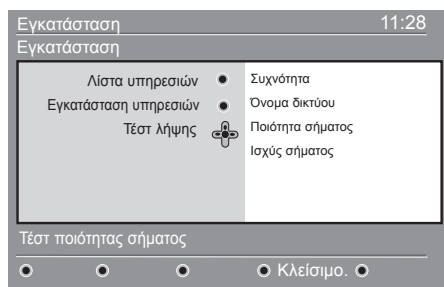 Εγκατάσταση 11:28
Εγκατάσταση
Λίστα υπηρεσιών
Εγκατάσταση υπηρεσιών
Τέστ λήψης
Συχνότητα
Όνομα δικτύου
Ποιότητα σήματος
Ισχύς σήματος
Τέστ ποιότητας σήματος
Κλείσιμο.